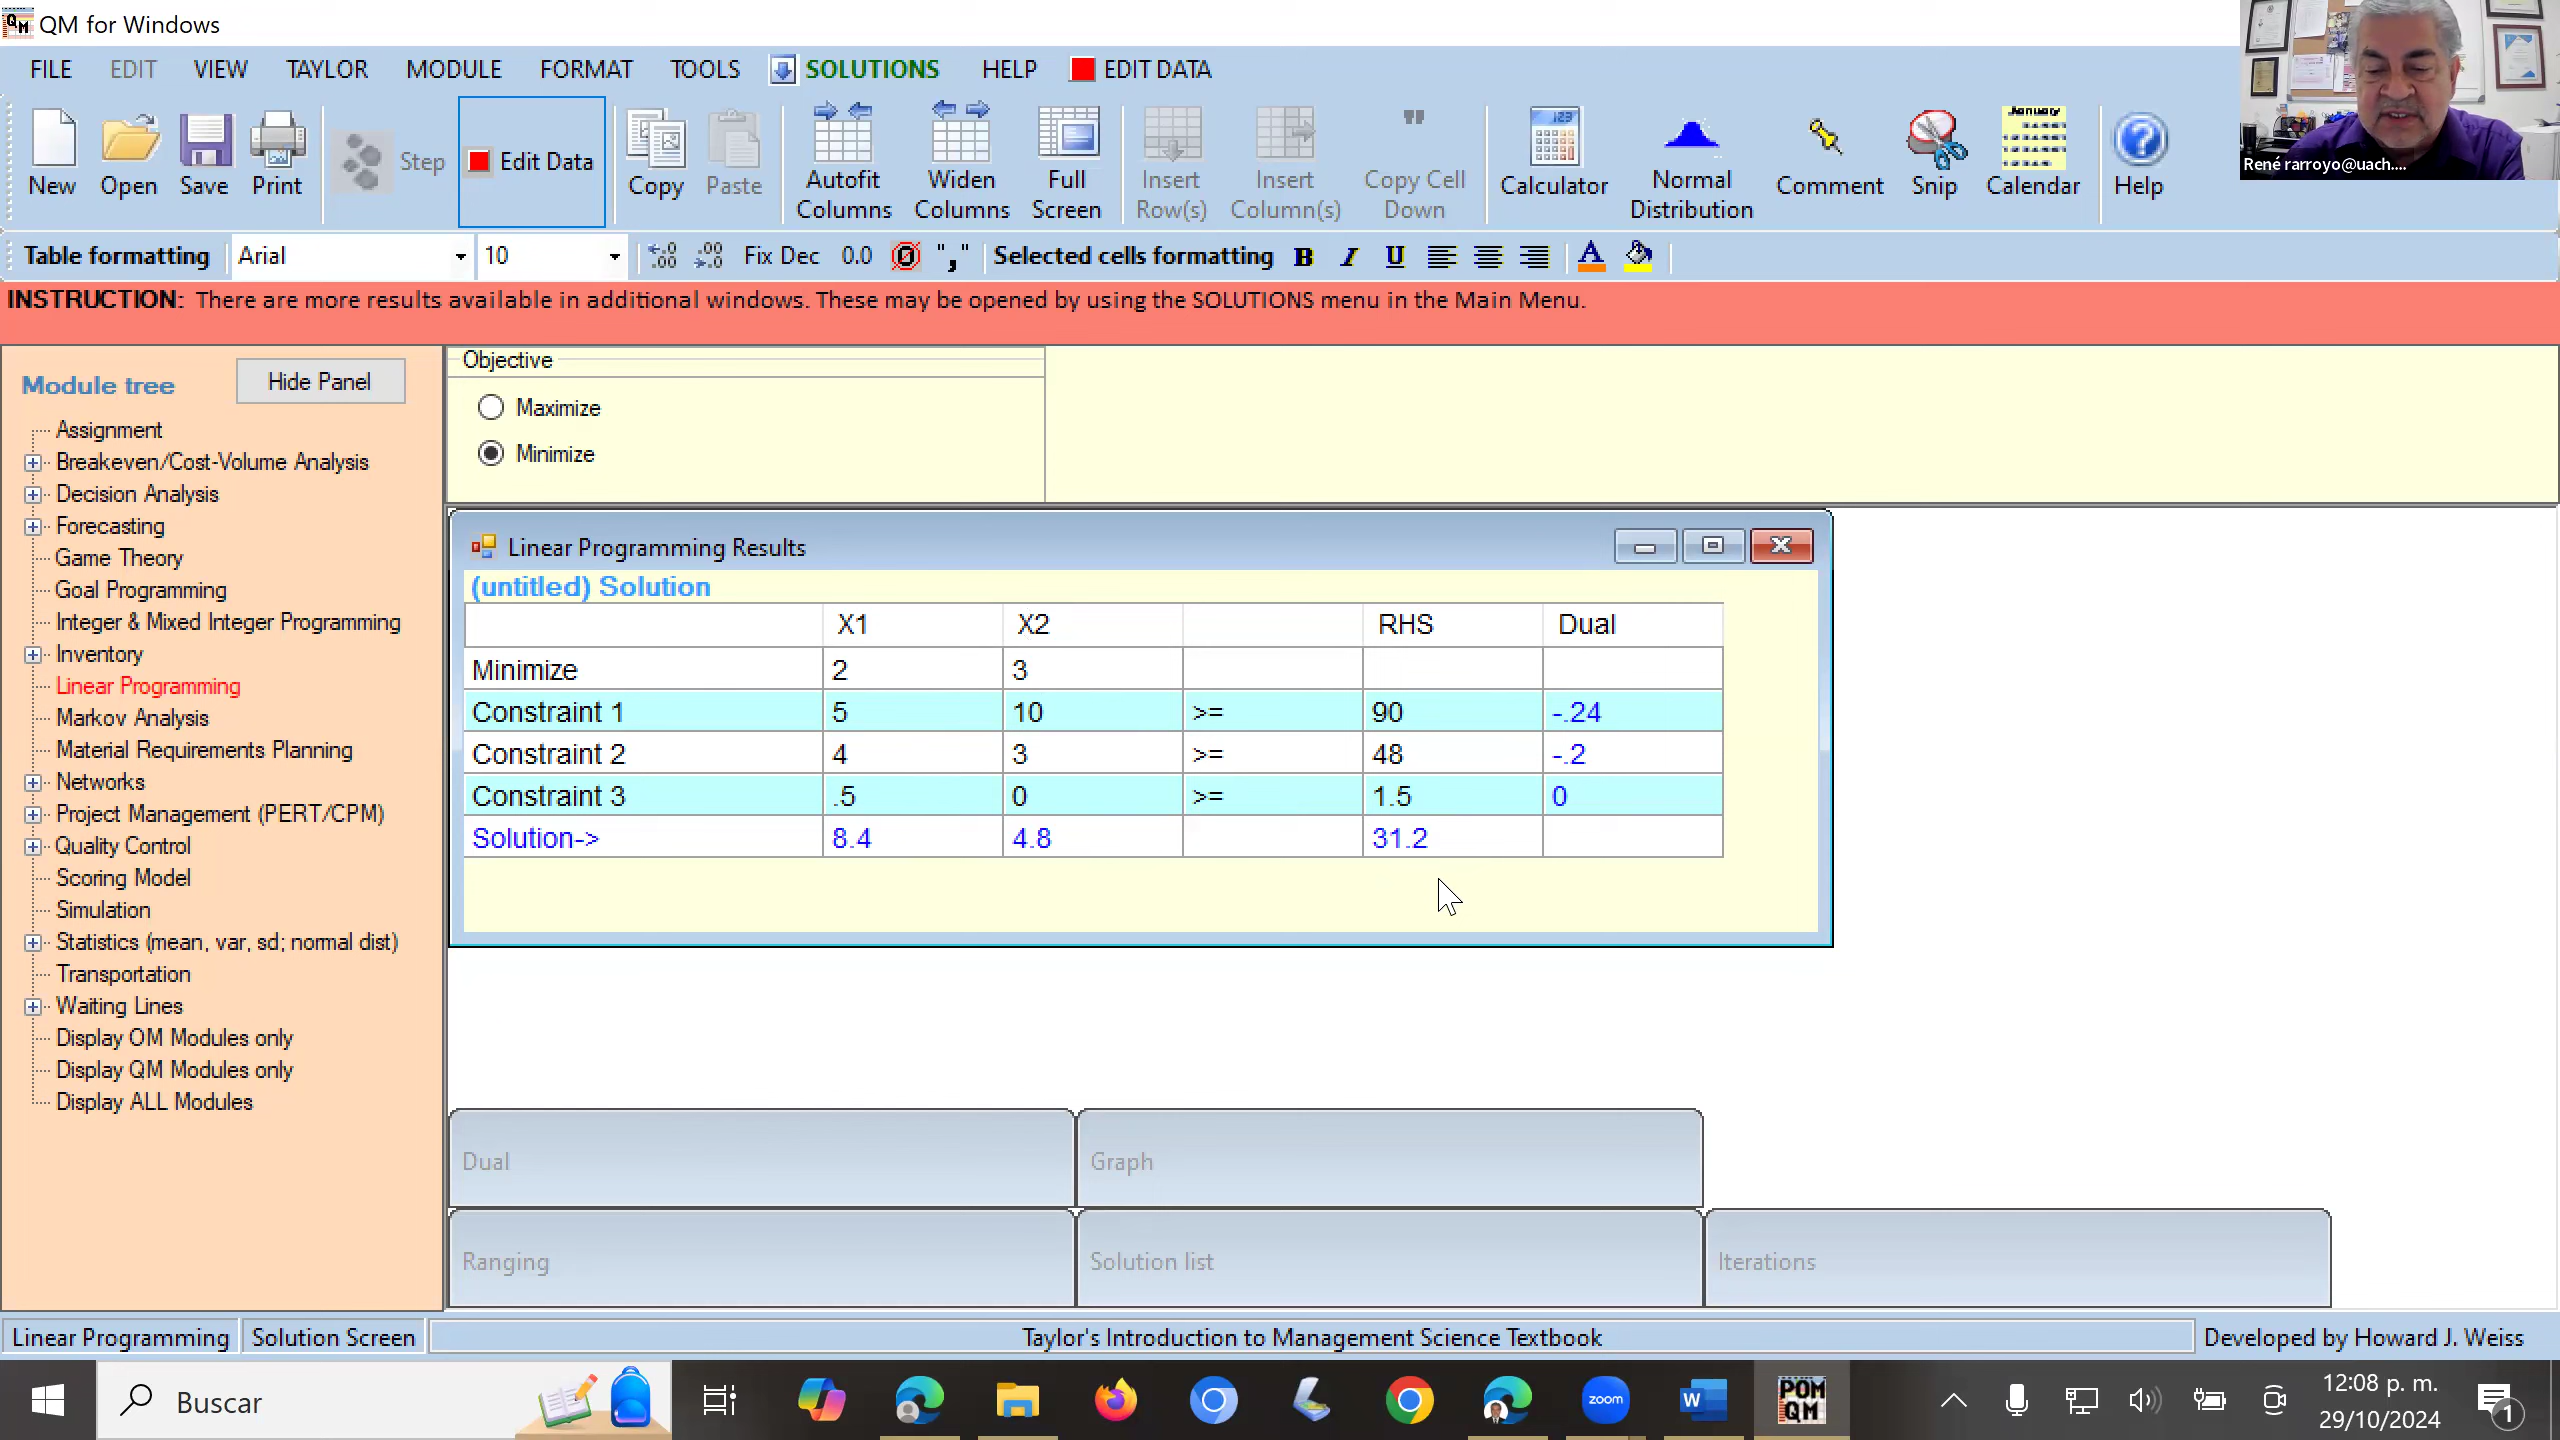 QM for Windows
FILE EDIT VIEW TAYLOR MODULE FORMAT TOOLS SOLUTIONS HELP EDIT DATA
New Open Save Print Step Edit Data Copy Paste Autofit Columns Widen Columns Full Screen Insert Row(s) Insert Column(s) Copy Cell Down Calculator Normal Distribution Comment Snip Calendar Help
René rarroyo@uach....
Table formatting Arial 10 Fix Dec 0.0 "," Selected cells formatting B I U A
INSTRUCTION: There are more results available in additional windows. These may be opened by using the SOLUTIONS menu in the Main Menu.
Module tree Hide Panel
Assignment
Breakeven/Cost-Volume Analysis
Decision Analysis
Forecasting
Game Theory
Goal Programming
Integer & Mixed Integer Programming
Inventory
Linear Programming
Markov Analysis
Material Requirements Planning
Networks
Project Management (PERT/CPM)
Quality Control
Scoring Model
Simulation
Statistics (mean, var, sd; normal dist)
Transportation
Waiting Lines
Display OM Modules only
Display QM Modules only
Display ALL Modules
Objective
Maximize
Minimize
Linear Programming Results
(untitled) Solution
X1 X2 RHS Dual
Minimize 2 3
Constraint 1 5 10 >= 90 -.24
Constraint 2 4 3 >= 48 -.2
Constraint 3 .5 0 >= 1.5 0
Solution-> 8.4 4.8 31.2
Dual Graph
Ranging Solution list Iterations
Linear Programming Solution Screen Taylor's Introduction to Management Science Textbook Developed by Howard J. Weiss
Buscar
zoom
W
POM QM
12:08 p. m.
29/10/2024
1